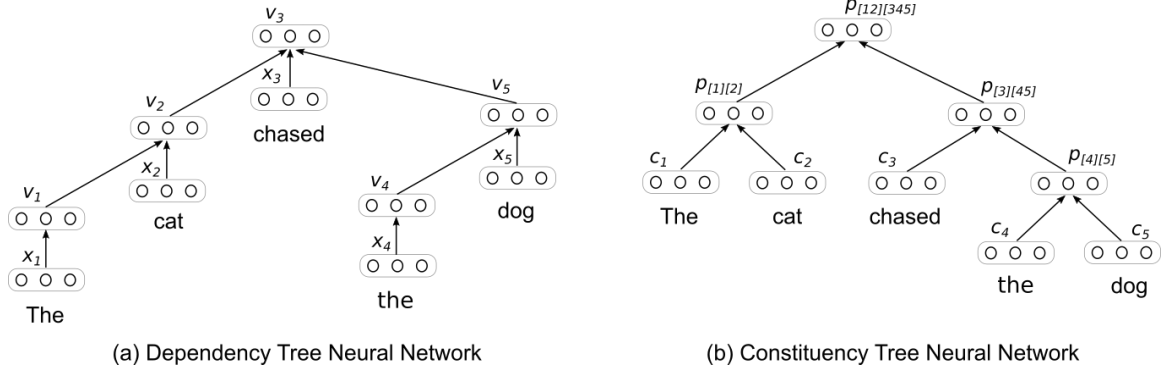 v3
x3
chased
v2
x2
cat
v5
x5
dog
v1
x1
The
v4
x4
the
(a) Dependency Tree Neural Network
p[12][345]
p[1][2]
p[3][45]
c1
The
c2
cat
c3
chased
p[4][5]
c4
the
c5
dog
(b) Constituency Tree Neural Network